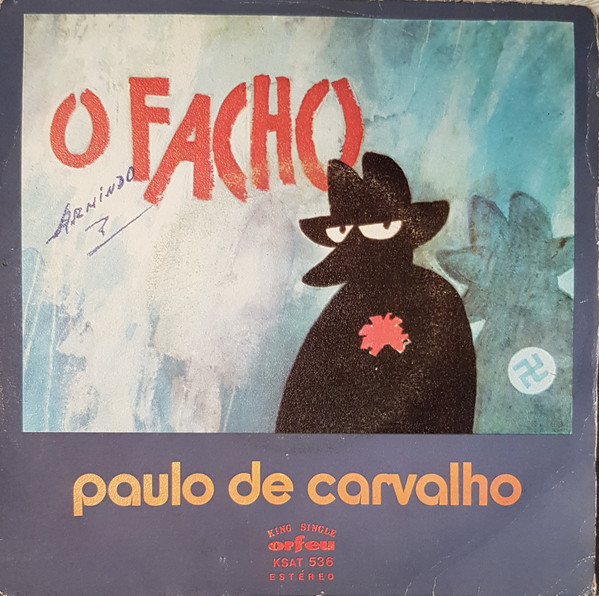 O FACHO
Armindo
paulo de carvalho
KING SINGLE
orfeu
KSAT 536
ESTÉREO